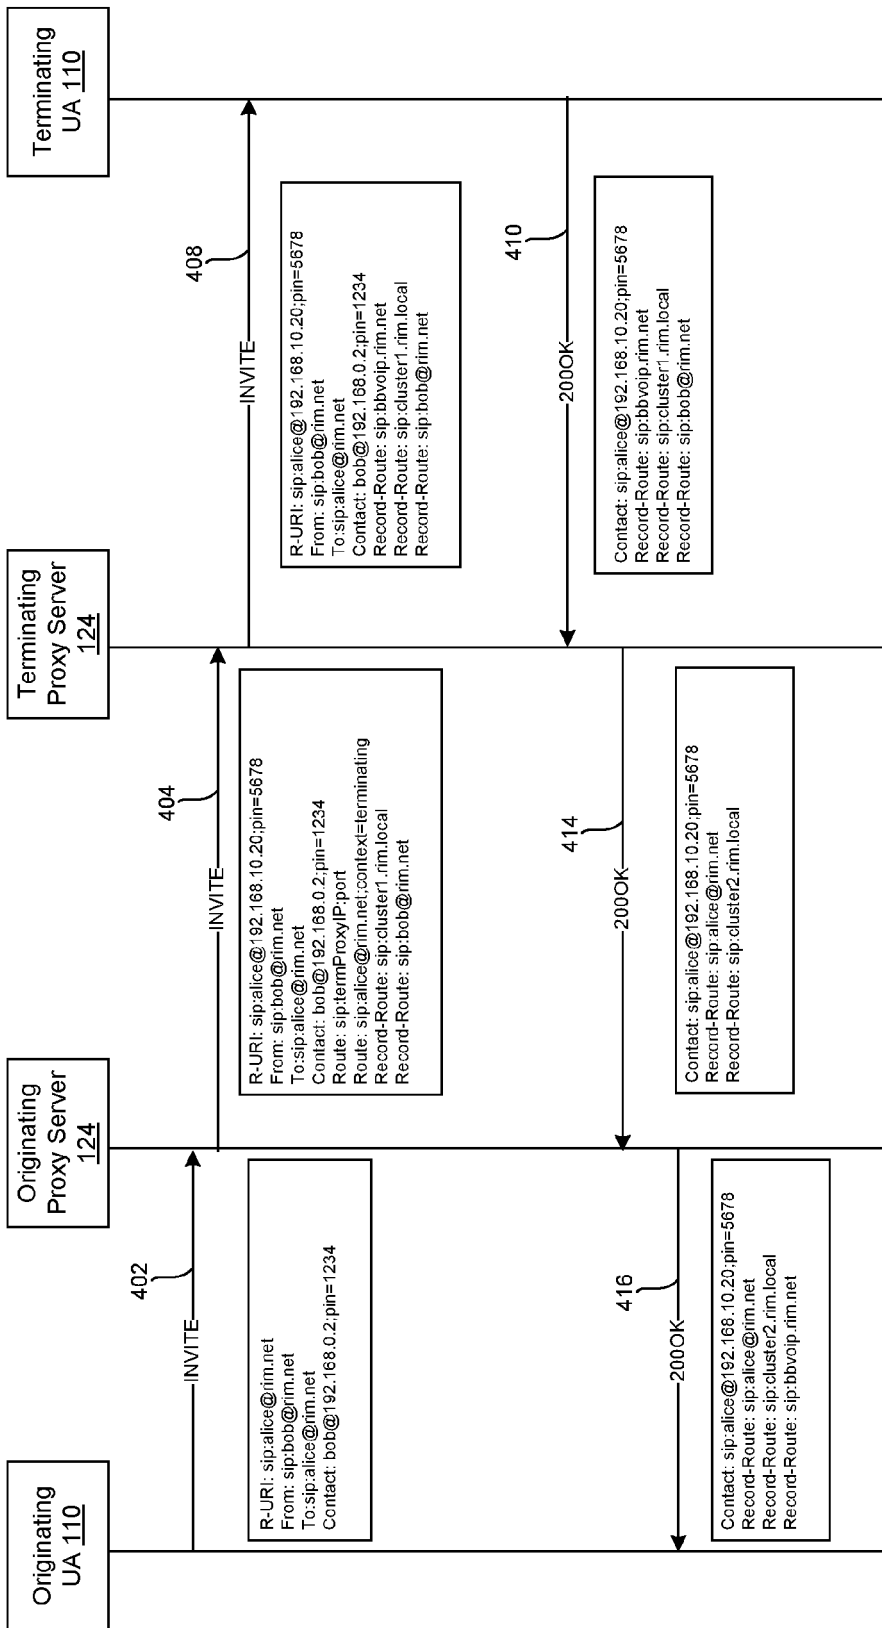 Originating
UA 110
Originating
Proxy Server
124
Terminating
Proxy Server
124
Terminating
UA 110
INVITE
402
R-URI: sip:alice@rim.net
From: sip:bob@rim.net
To:sip:alice@rim.net
Contact: bob@192.168.0.2;pin=1234
INVITE
404
R-URI: sip:alice@192.168.10.20;pin=5678
From: sip:bob@rim.net
To:sip:alice@rim.net
Contact: bob@192.168.0.2;pin=1234
Route: sip:termProxyIP:port
Route: sip:alice@rim.net;context=terminating
Record-Route: sip:cluster1.rim.local
Record-Route: sip:bob@rim.net
INVITE
408
R-URI: sip:alice@192.168.10.20;pin=5678
From: sip:bob@rim.net
To:sip:alice@rim.net
Contact: bob@192.168.0.2;pin=1234
Record-Route: sip:bbvoip.rim.net
Record-Route: sip:cluster1.rim.local
Record-Route: sip:bob@rim.net
200OK
410
Contact: sip:alice@192.168.10.20;pin=5678
Record-Route: sip:bbvoip.rim.net
Record-Route: sip:cluster1.rim.local
Record-Route: sip:bob@rim.net
200OK
414
Contact: sip:alice@192.168.10.20;pin=5678
Record-Route: sip:alice@rim.net
Record-Route: sip:cluster2.rim.local
200OK
416
Contact: sip:alice@192.168.10.20;pin=5678
Record-Route: sip:alice@rim.net
Record-Route: sip:cluster2.rim.local
Record-Route: sip:bbvoip.rim.net